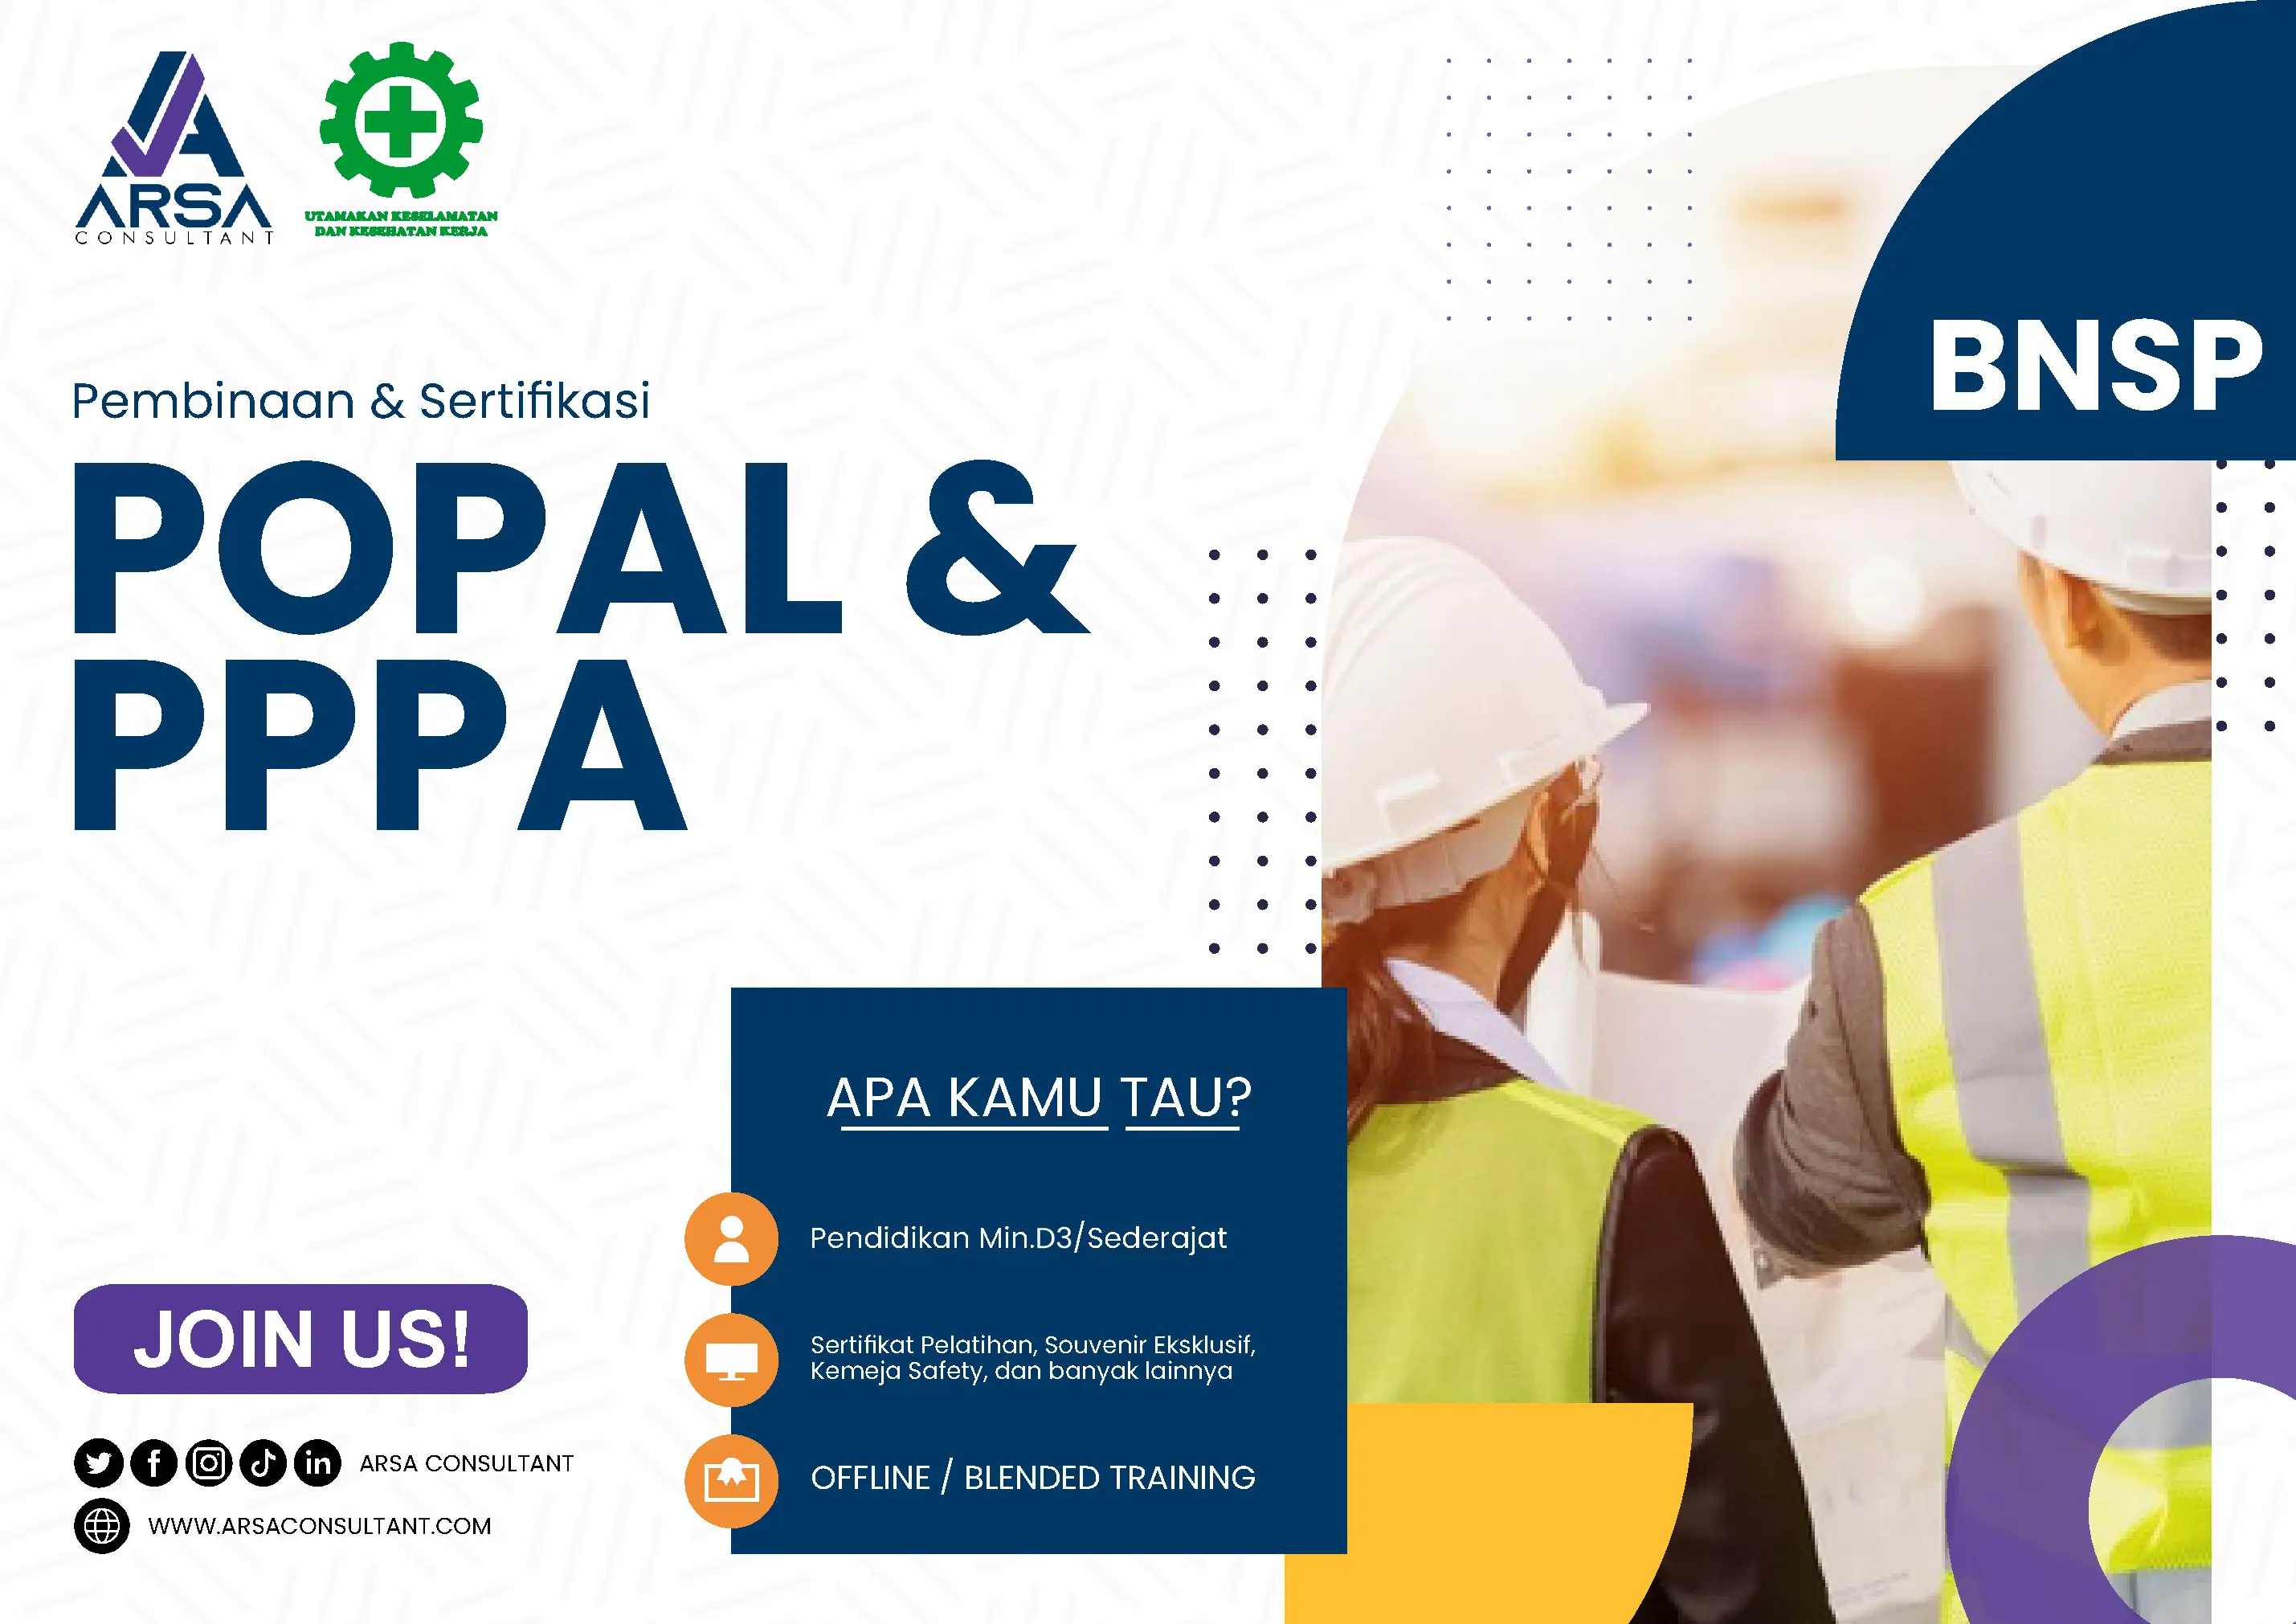 ARSA
CONSULTANT
UTAMAKAN KESELAMATAN
DAN KESEHATAN KERJA
BNSP
Pembinaan & Sertifikasi
POPAL &
PPPA
APA KAMU TAU?
Pendidikan Min.D3/Sederajat
Sertifikat Pelatihan, Souvenir Eksklusif,
Kemeja Safety, dan banyak lainnya
OFFLINE / BLENDED TRAINING
JOIN US!
ARSA CONSULTANT
WWW.ARSACONSULTANT.COM